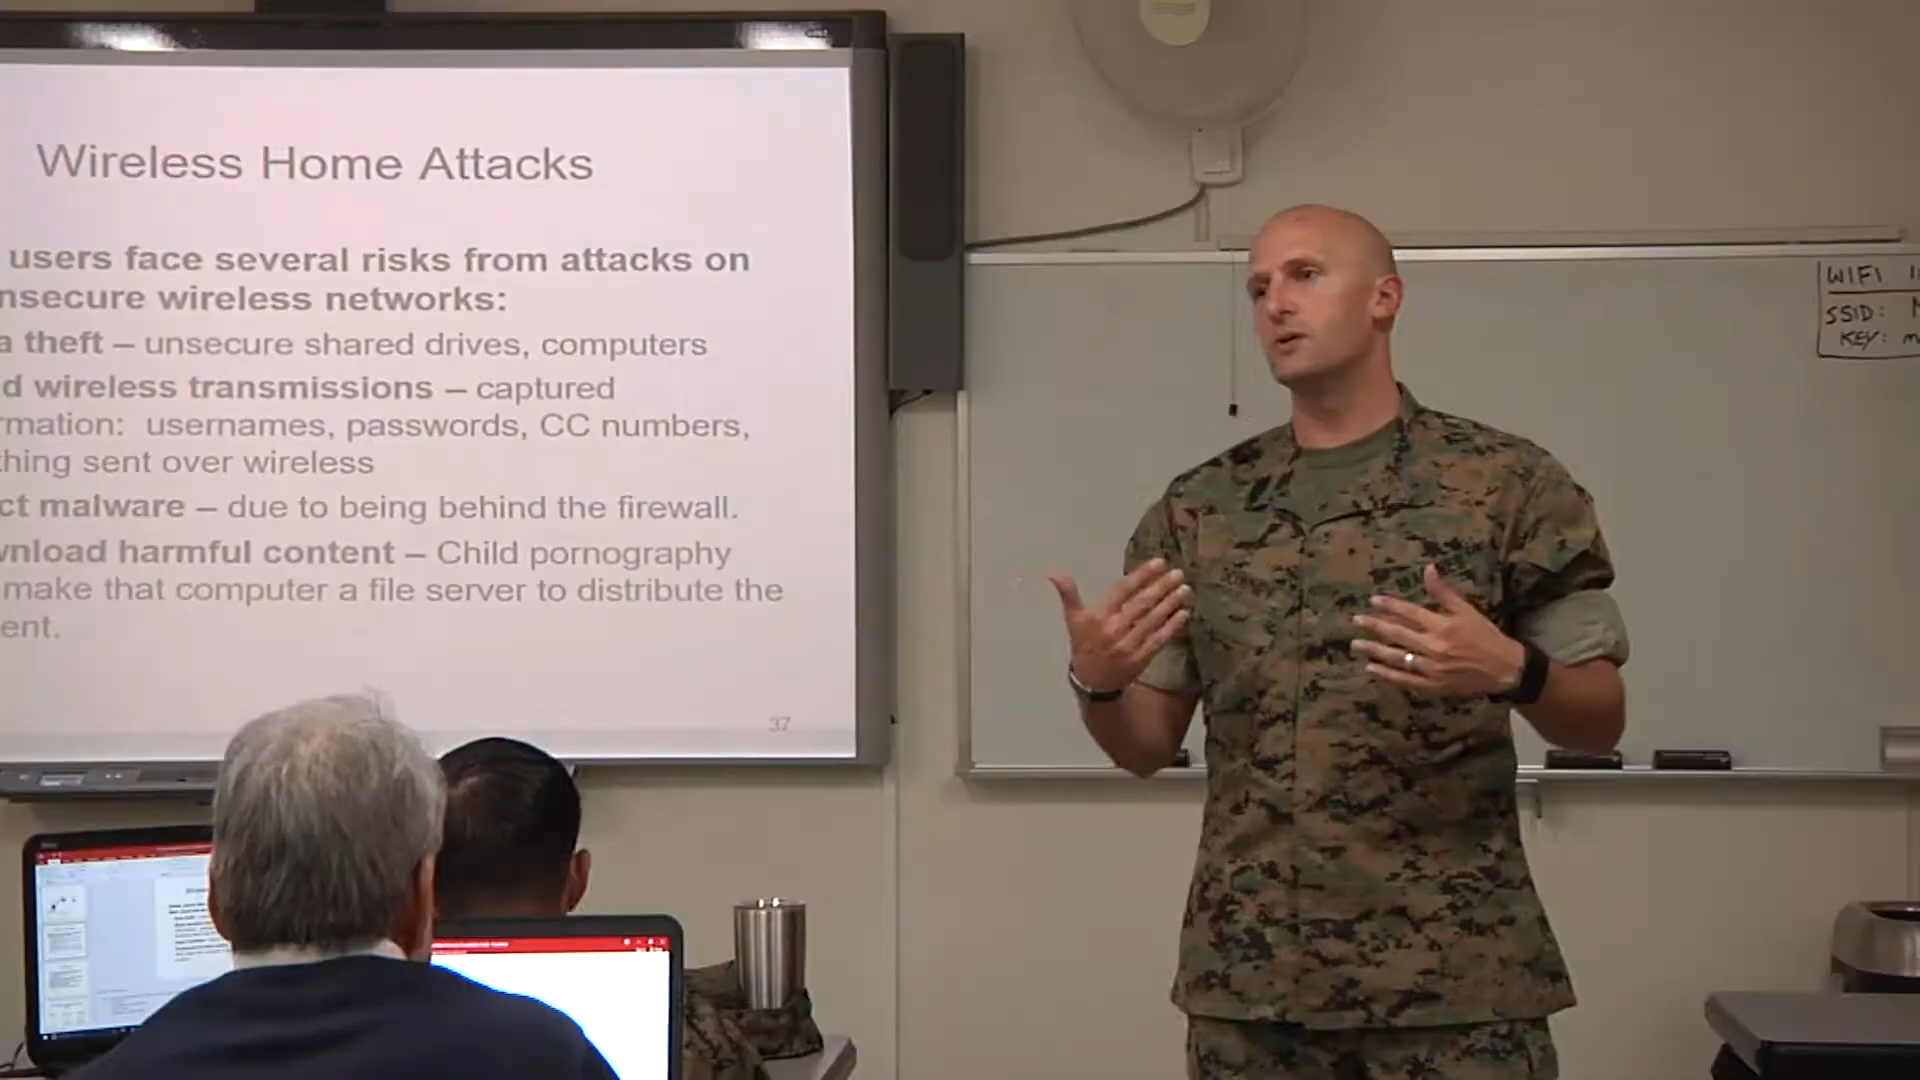 Wireless Home Attacks
users face several risks from attacks on
nsecure wireless networks:
a theft – unsecure shared drives, computers
d wireless transmissions – captured
rmation: usernames, passwords, CC numbers,
thing sent over wireless
ct malware – due to being behind the firewall.
wnload harmful content – Child pornography
make that computer a file server to distribute the
ent.
37
WIFI
SSID:
KEY: